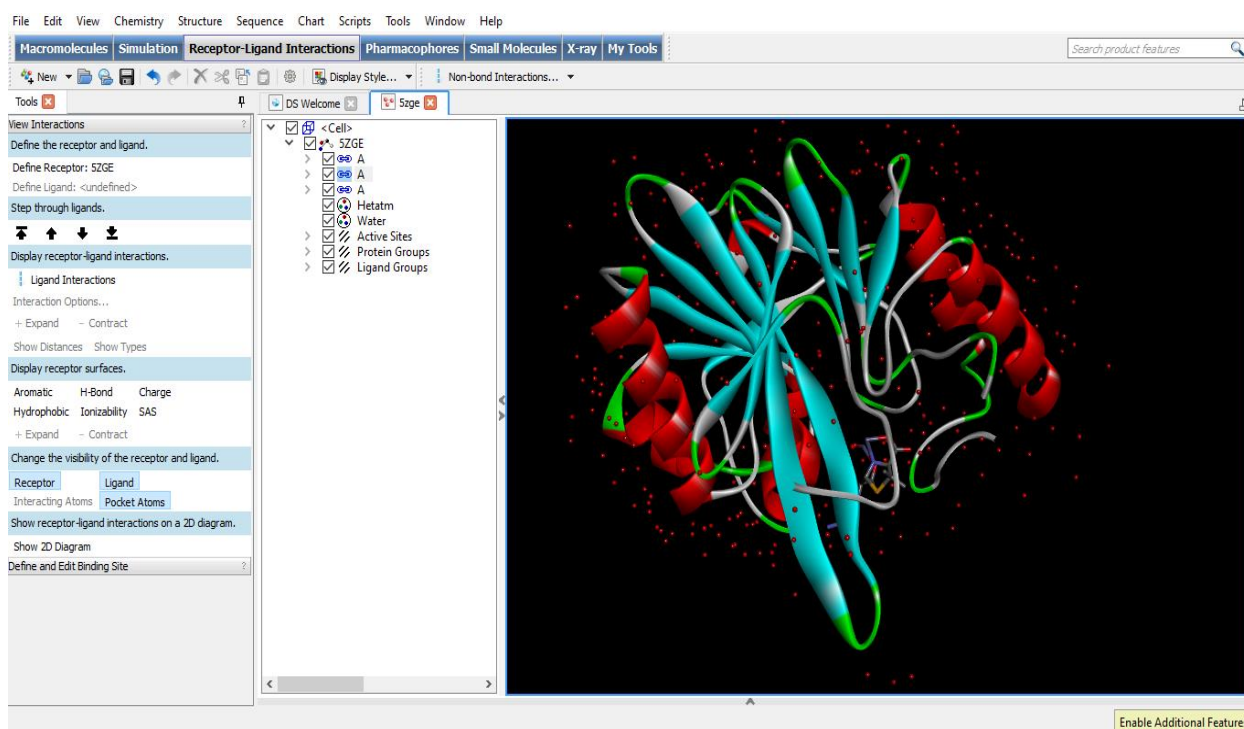 File Edit View Chemistry Structure Sequence Chart Scripts Tools Window Help
Macromolecules Simulation Receptor-Ligand Interactions Pharmacophores Small Molecules X-ray My Tools
Search product features
New Display Style... Non-bond Interactions...
Tools
DS Welcome 5zge
View Interactions ?
Define the receptor and ligand.
Define Receptor: 5ZGE
Define Ligand: <undefined>
Step through ligands.
Display receptor-ligand interactions.
Ligand Interactions
Interaction Options...
+ Expand - Contract
Show Distances Show Types
Display receptor surfaces.
Aromatic H-Bond Charge
Hydrophobic Ionizability SAS
+ Expand - Contract
Change the visibility of the receptor and ligand.
Receptor Ligand
Interacting Atoms Pocket Atoms
Show receptor-ligand interactions on a 2D diagram.
Show 2D Diagram
Define and Edit Binding Site ?
<Cell>
5ZGE
A
A
A
Hetatm
Water
Active Sites
Protein Groups
Ligand Groups
Enable Additional Feature